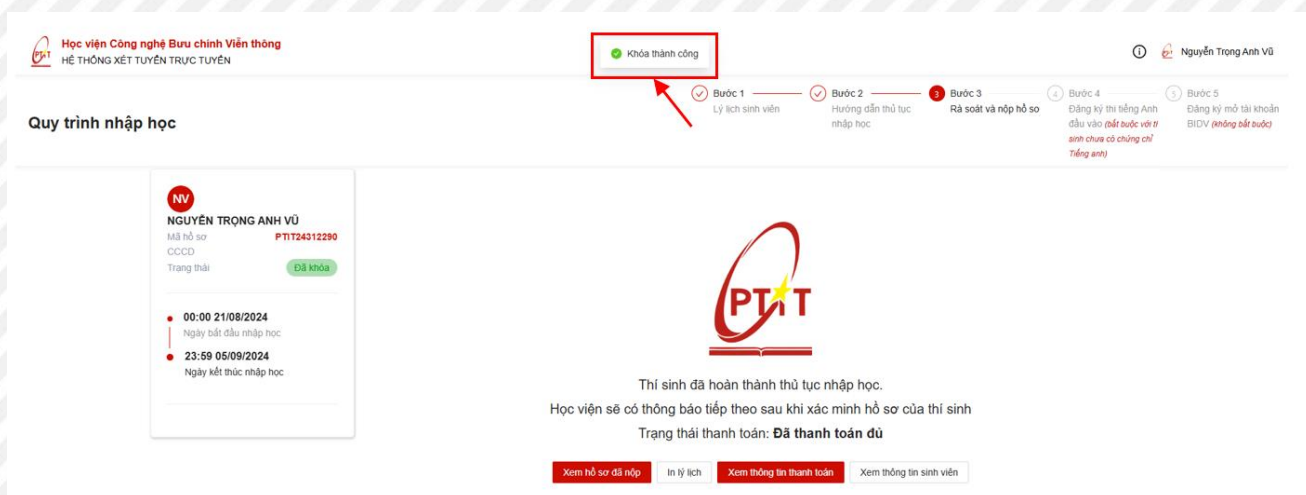 Học viện Công nghệ Bưu chính Viễn thông
HỆ THỐNG XÉT TUYỂN TRỰC TUYẾN
Khóa thành công
Nguyễn Trọng Anh Vũ
Quy trình nhập học
Bước 1
Lý lịch sinh viên
Bước 2
Hướng dẫn thủ tục
nhập học
3
Bước 3
Rà soát và nộp hồ sơ
4
Bước 4
Đăng ký thi tiếng Anh
đầu vào (bắt buộc với thí
sinh chưa có chứng chỉ
Tiếng anh)
5
Bước 5
Đăng ký mở tài khoản
BIDV (không bắt buộc)
NV
NGUYỄN TRỌNG ANH VŨ
Mã hồ sơ PTIT24312290
CCCD
Trạng thái Đã khóa
00:00 21/08/2024
Ngày bắt đầu nhập học
23:59 05/09/2024
Ngày kết thúc nhập học
PTIT
Thí sinh đã hoàn thành thủ tục nhập học.
Học viện sẽ có thông báo tiếp theo sau khi xác minh hồ sơ của thí sinh
Trạng thái thanh toán: Đã thanh toán đủ
Xem hồ sơ đã nộp In lý lịch Xem thông tin thanh toán Xem thông tin sinh viên